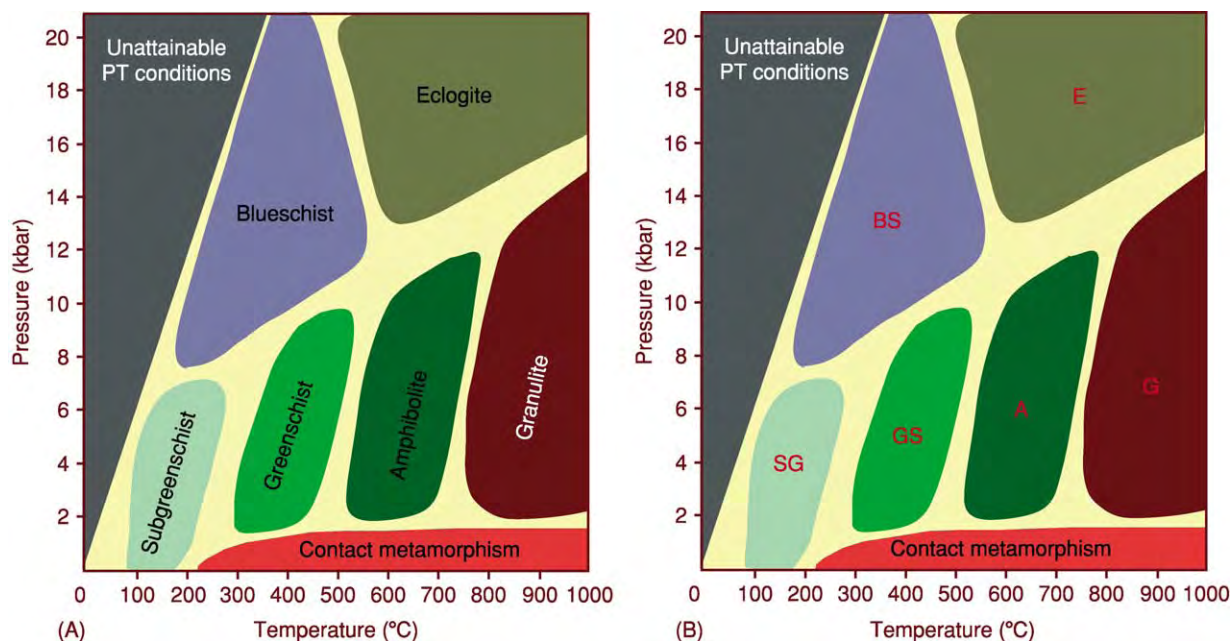 20
18
16
14
12
10
8
6
4
2
Pressure (kbar)
Unattainable
PT conditions
Eclogite
Blueschist
Subgreenschist
Greenschist
Amphibolite
Granulite
Contact metamorphism
0 100 200 300 400 500 600 700 800 900 1000
(A) Temperature (°C)
20
18
16
14
12
10
8
6
4
2
Pressure (kbar)
Unattainable
PT conditions
E
BS
SG
GS
A
G
Contact metamorphism
0 100 200 300 400 500 600 700 800 900 1000
(B) Temperature (°C)